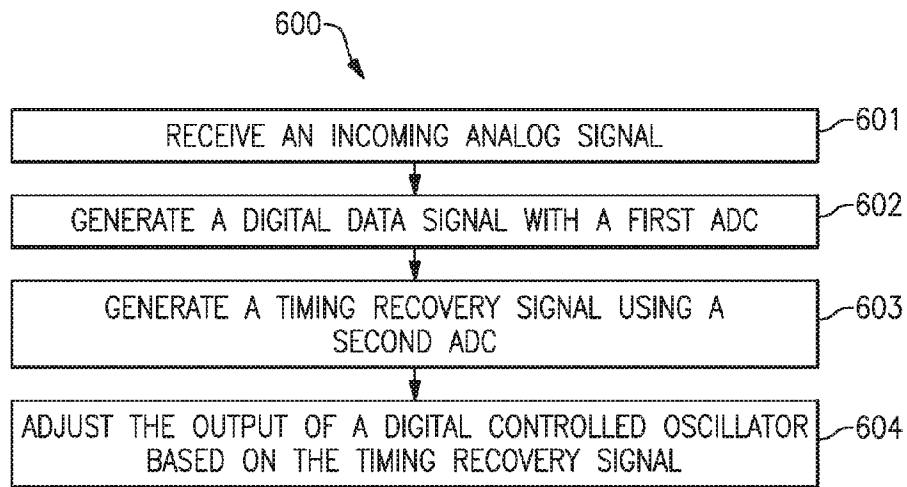 600
RECEIVE AN INCOMING ANALOG SIGNAL
601
GENERATE A DIGITAL DATA SIGNAL WITH A FIRST ADC
602
GENERATE A TIMING RECOVERY SIGNAL USING A
SECOND ADC
603
ADJUST THE OUTPUT OF A DIGITAL CONTROLLED OSCILLATOR
BASED ON THE TIMING RECOVERY SIGNAL
604